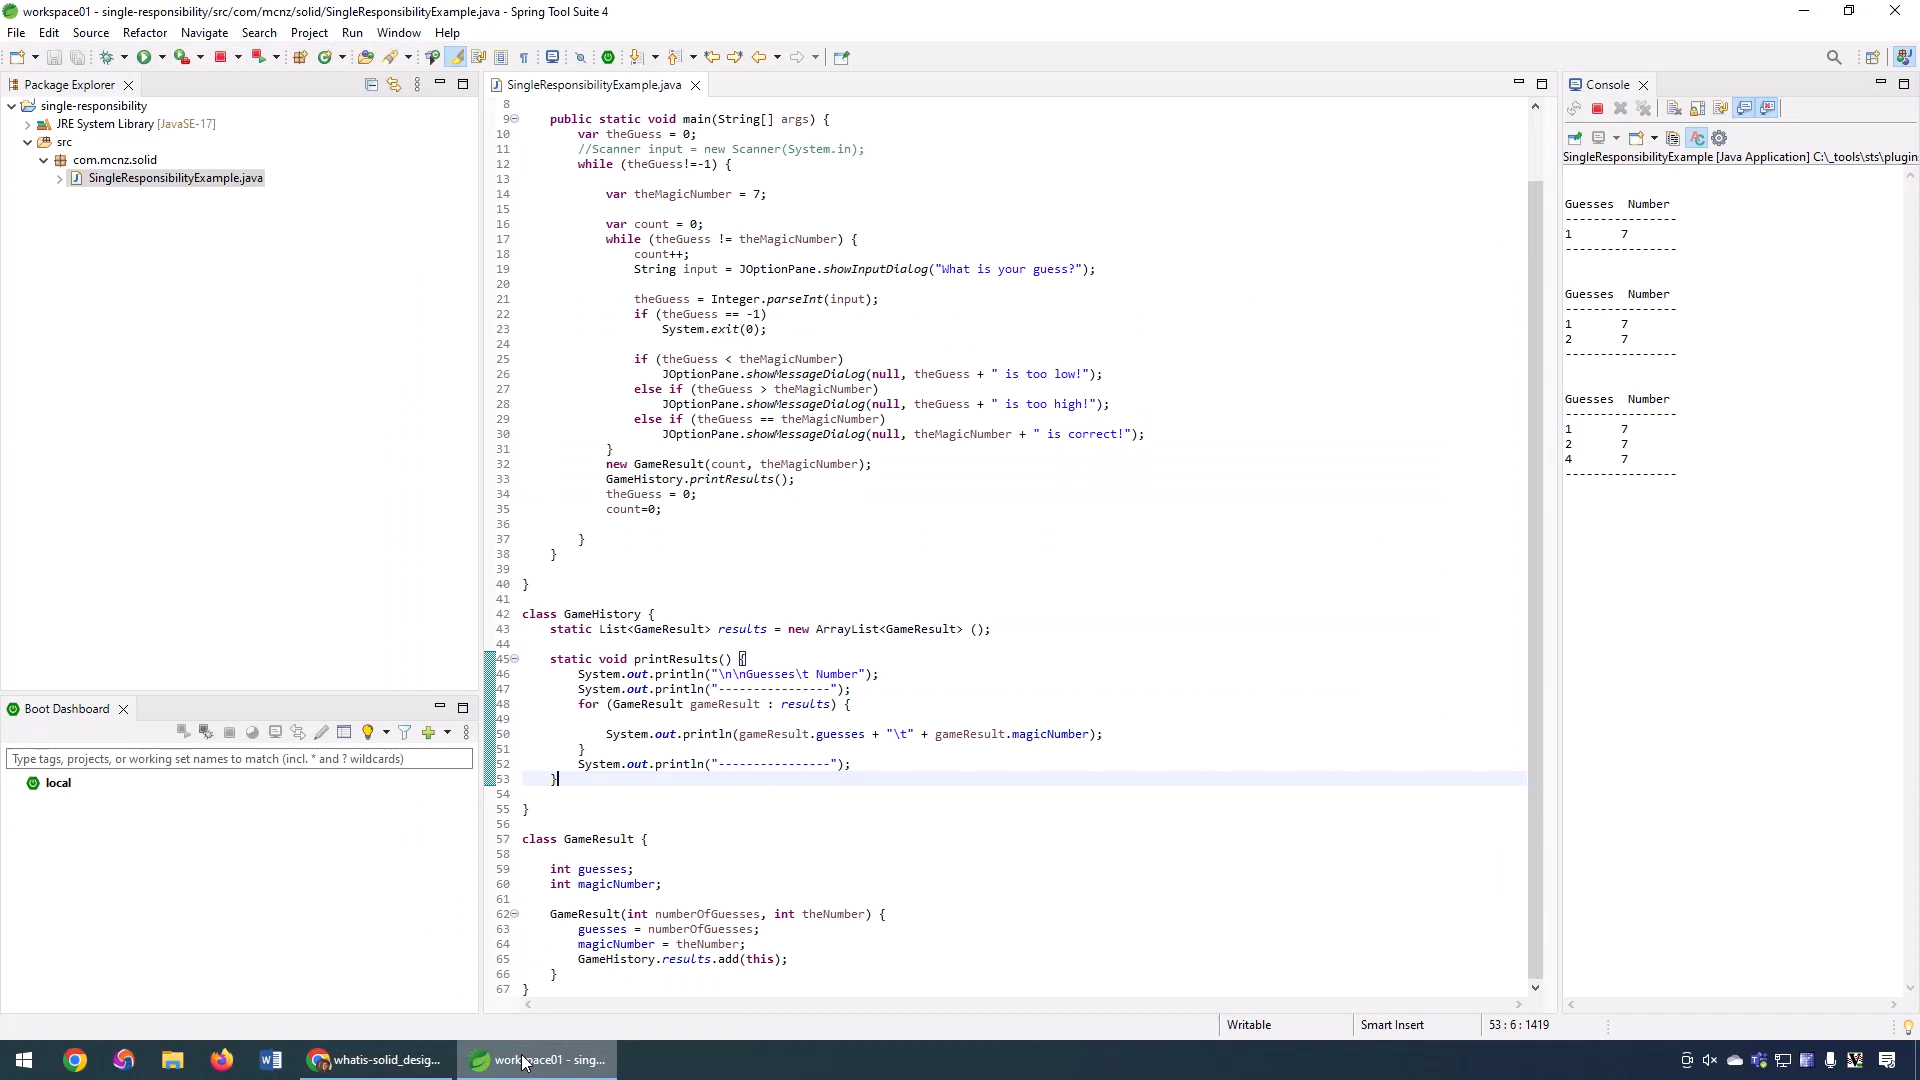 workspace01 - single-responsibility/src/com/mcnz/solid/SingleResponsibilityExample.java - Spring Tool Suite 4
File Edit Source Refactor Navigate Search Project Run Window Help
Package Explorer
single-responsibility
JRE System Library [JavaSE-17]
src
com.mcnz.solid
SingleResponsibilityExample.java
Boot Dashboard
Type tags, projects, or working set names to match (incl. * and ? wildcards)
local
SingleResponsibilityExample.java
8
9 public static void main(String[] args) {
10 var theGuess = 0;
11 //Scanner input = new Scanner(System.in);
12 while (theGuess!=-1) {
13
14 var theMagicNumber = 7;
15
16 var count = 0;
17 while (theGuess != theMagicNumber) {
18 count++;
19 String input = JOptionPane.showInputDialog("What is your guess?");
20
21 theGuess = Integer.parseInt(input);
22 if (theGuess == -1)
23 System.exit(0);
24
25 if (theGuess < theMagicNumber)
26 JOptionPane.showMessageDialog(null, theGuess + " is too low!");
27 else if (theGuess > theMagicNumber)
28 JOptionPane.showMessageDialog(null, theGuess + " is too high!");
29 else if (theGuess == theMagicNumber)
30 JOptionPane.showMessageDialog(null, theMagicNumber + " is correct!");
31 }
32 new GameResult(count, theMagicNumber);
33 GameHistory.printResults();
34 theGuess = 0;
35 count=0;
36
37 }
38 }
39
40 }
41
42 class GameHistory {
43 static List<GameResult> results = new ArrayList<GameResult> ();
44
45 static void printResults() {
46 System.out.println("\n\nGuesses\t Number");
47 System.out.println("----------------");
48 for (GameResult gameResult : results) {
49
50 System.out.println(gameResult.guesses + "\t" + gameResult.magicNumber);
51 }
52 System.out.println("----------------");
53 }
54
55 }
56
57 class GameResult {
58
59 int guesses;
60 int magicNumber;
61
62 GameResult(int numberOfGuesses, int theNumber) {
63 guesses = numberOfGuesses;
64 magicNumber = theNumber;
65 GameHistory.results.add(this);
66 }
67 }
Console
SingleResponsibilityExample [Java Application] C:\_tools\sts\plugin
Guesses Number
----------------
1 7
----------------
Guesses Number
----------------
1 7
2 7
----------------
Guesses Number
----------------
1 7
2 7
4 7
----------------
Writable Smart Insert 53 : 6 : 1419
whatis-solid_desig... workspace01 - sing...